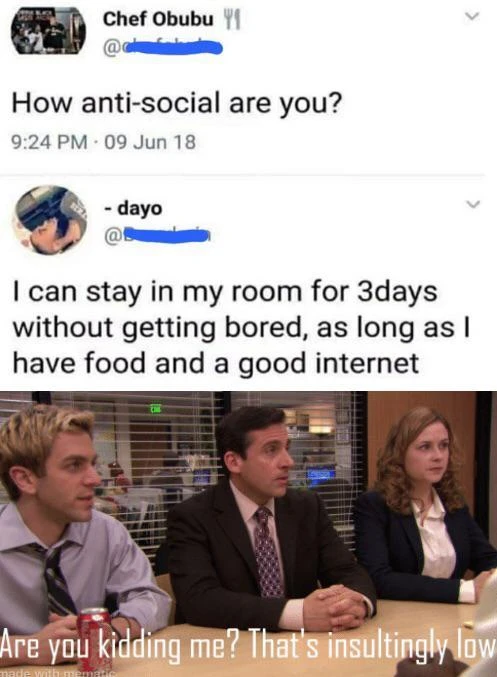 Chef Obubu
@
How anti-social are you?
9:24 PM · 09 Jun 18
- dayo
@
I can stay in my room for 3days
without getting bored, as long as I
have food and a good internet
Are you kidding me? That's insultingly low
made with mematic